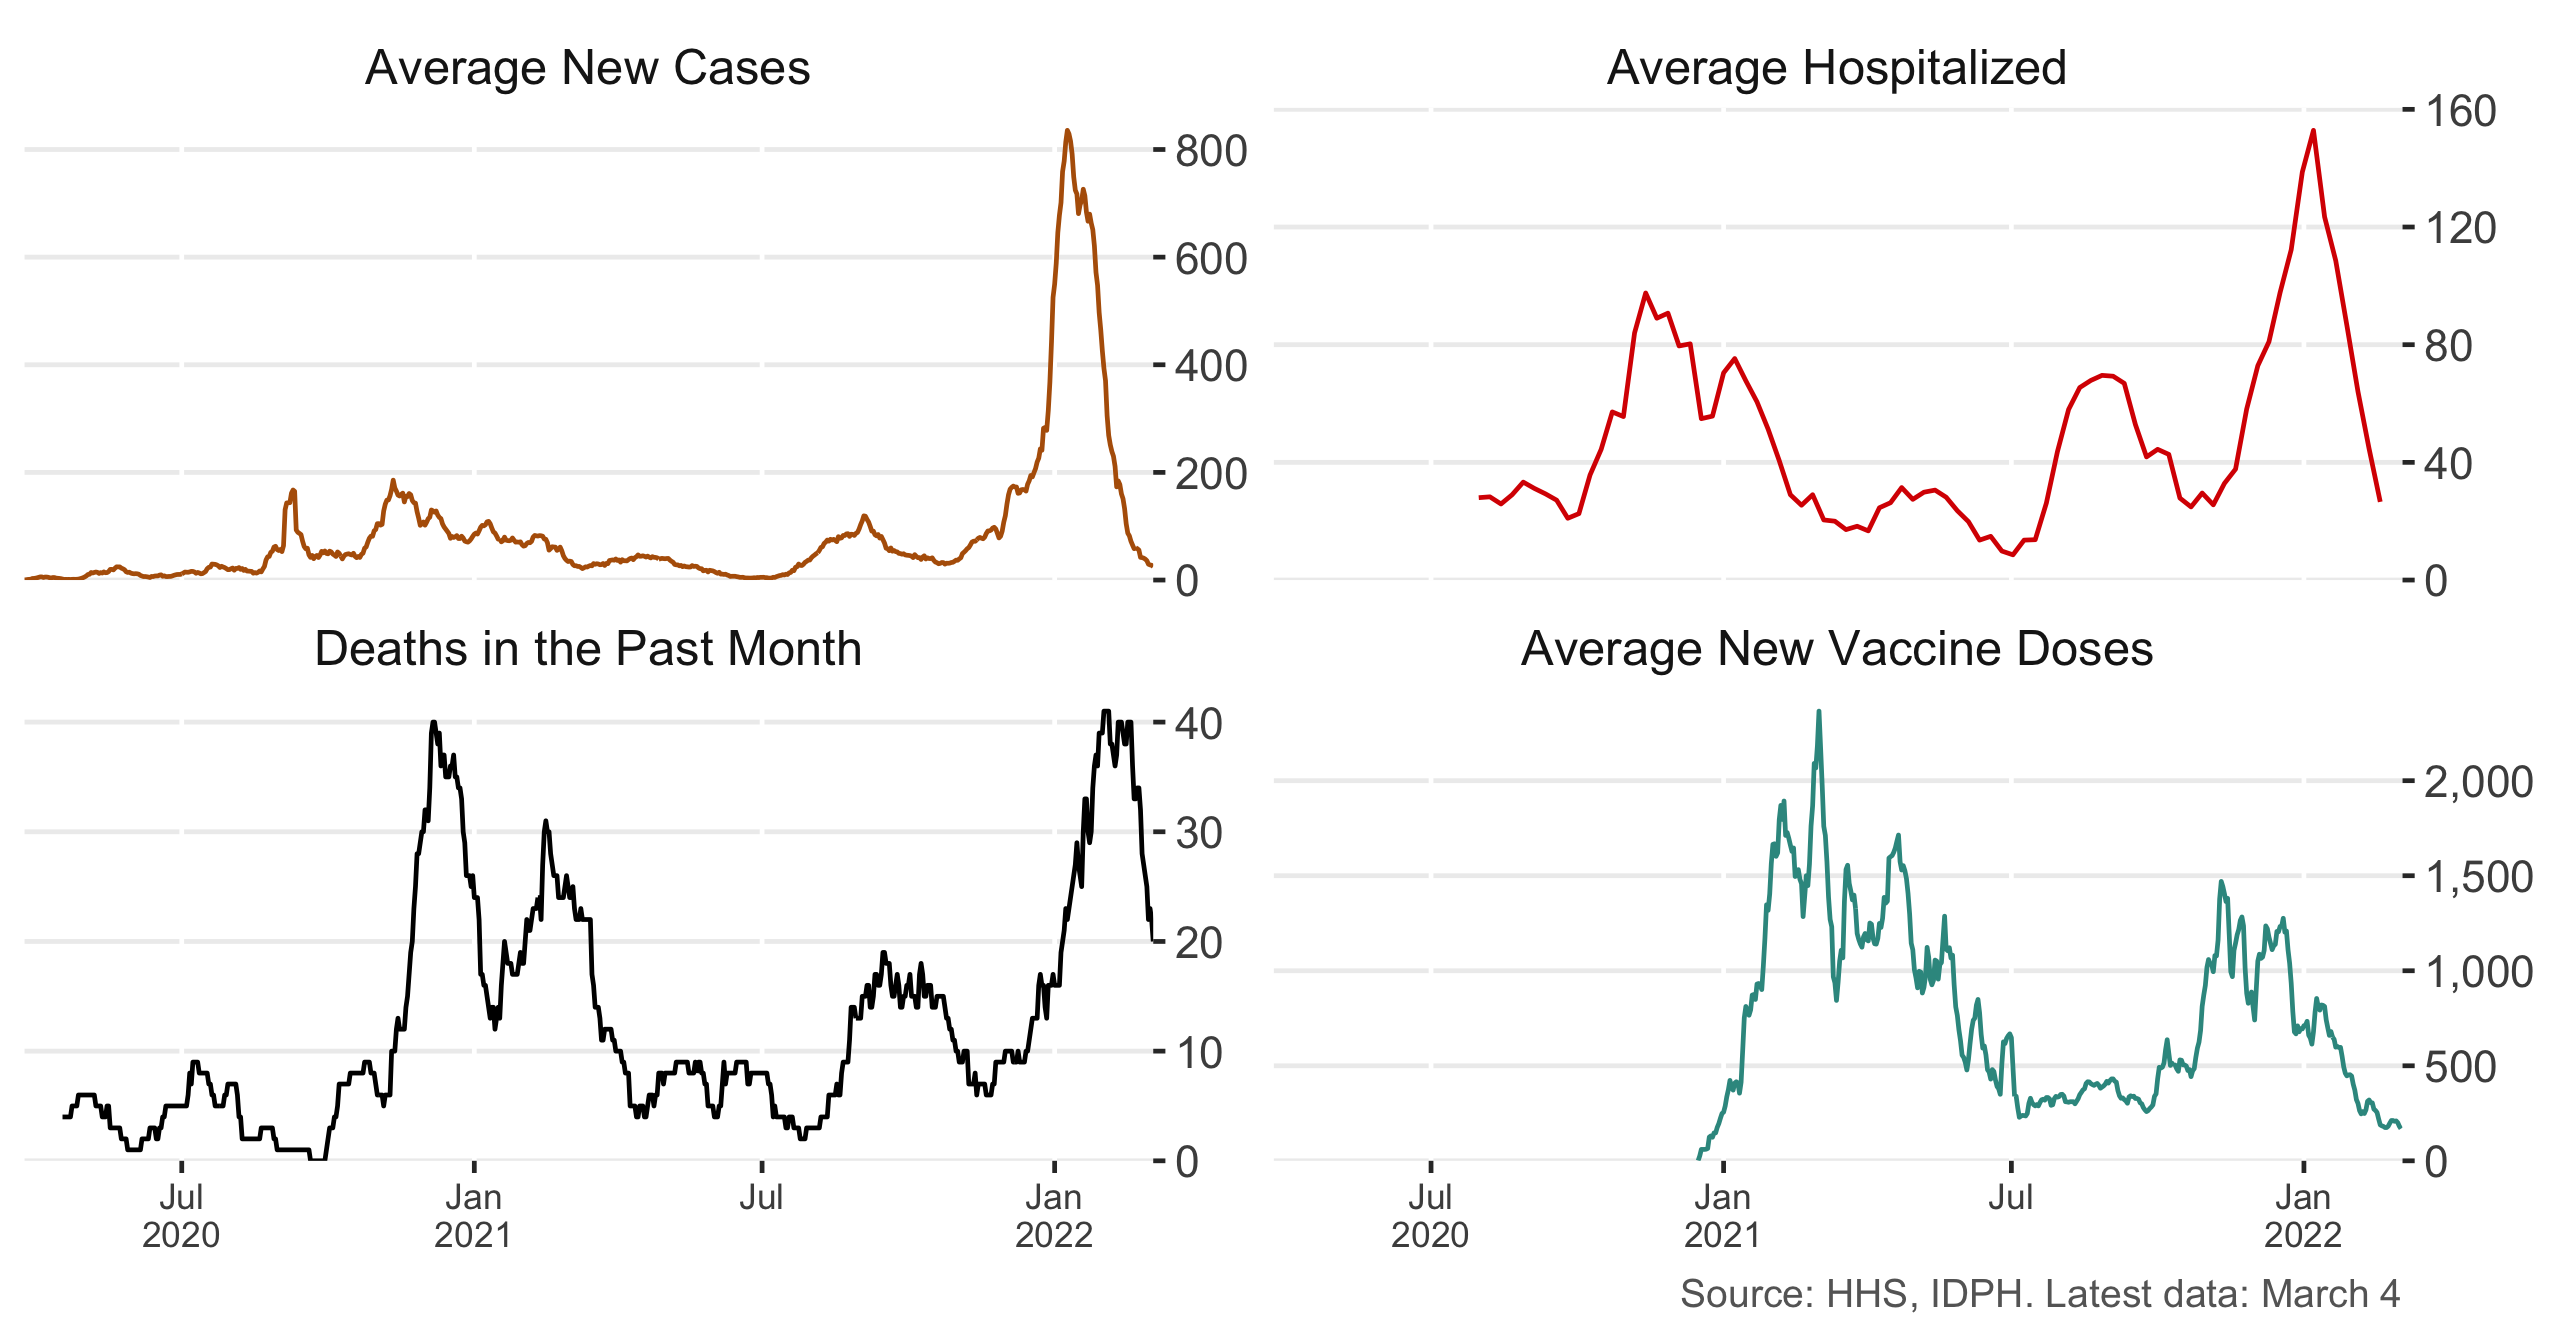 Average New Cases
800
600
400
200
0
Average Hospitalized
160
120
80
40
0
Deaths in the Past Month
40
30
20
10
0
Jul
2020
Jan
2021
Jul
Jan
2022
Average New Vaccine Doses
2,000
1,500
1,000
500
0
Jul
2020
Jan
2021
Jul
Jan
2022
Source: HHS, IDPH. Latest data: March 4